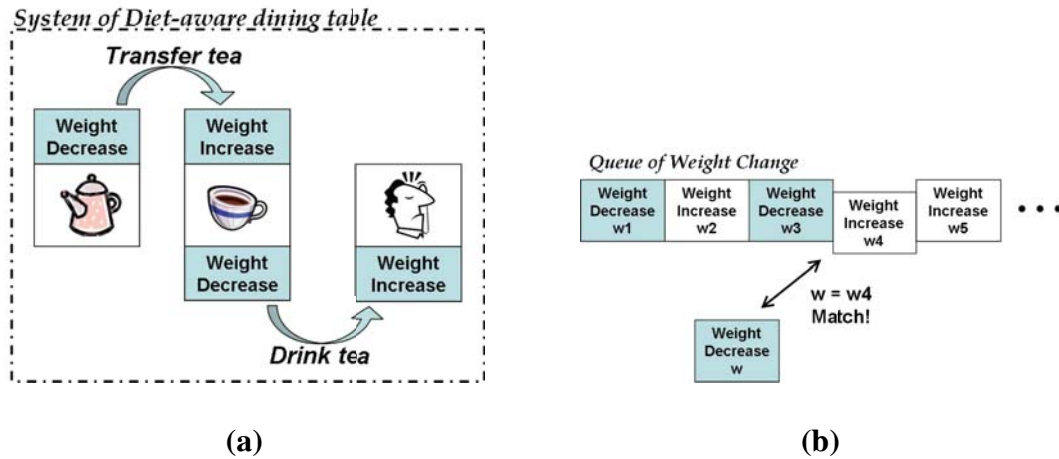 System of Diet-aware dining table
Transfer tea
Weight
Decrease
Weight
Increase
Weight
Decrease
Weight
Increase
Drink tea
(a)
Queue of Weight Change
Weight
Decrease
w1
Weight
Increase
w2
Weight
Decrease
w3
Weight
Increase
w4
Weight
Increase
w5
• • •
w = w4
Match!
Weight
Decrease
w
(b)